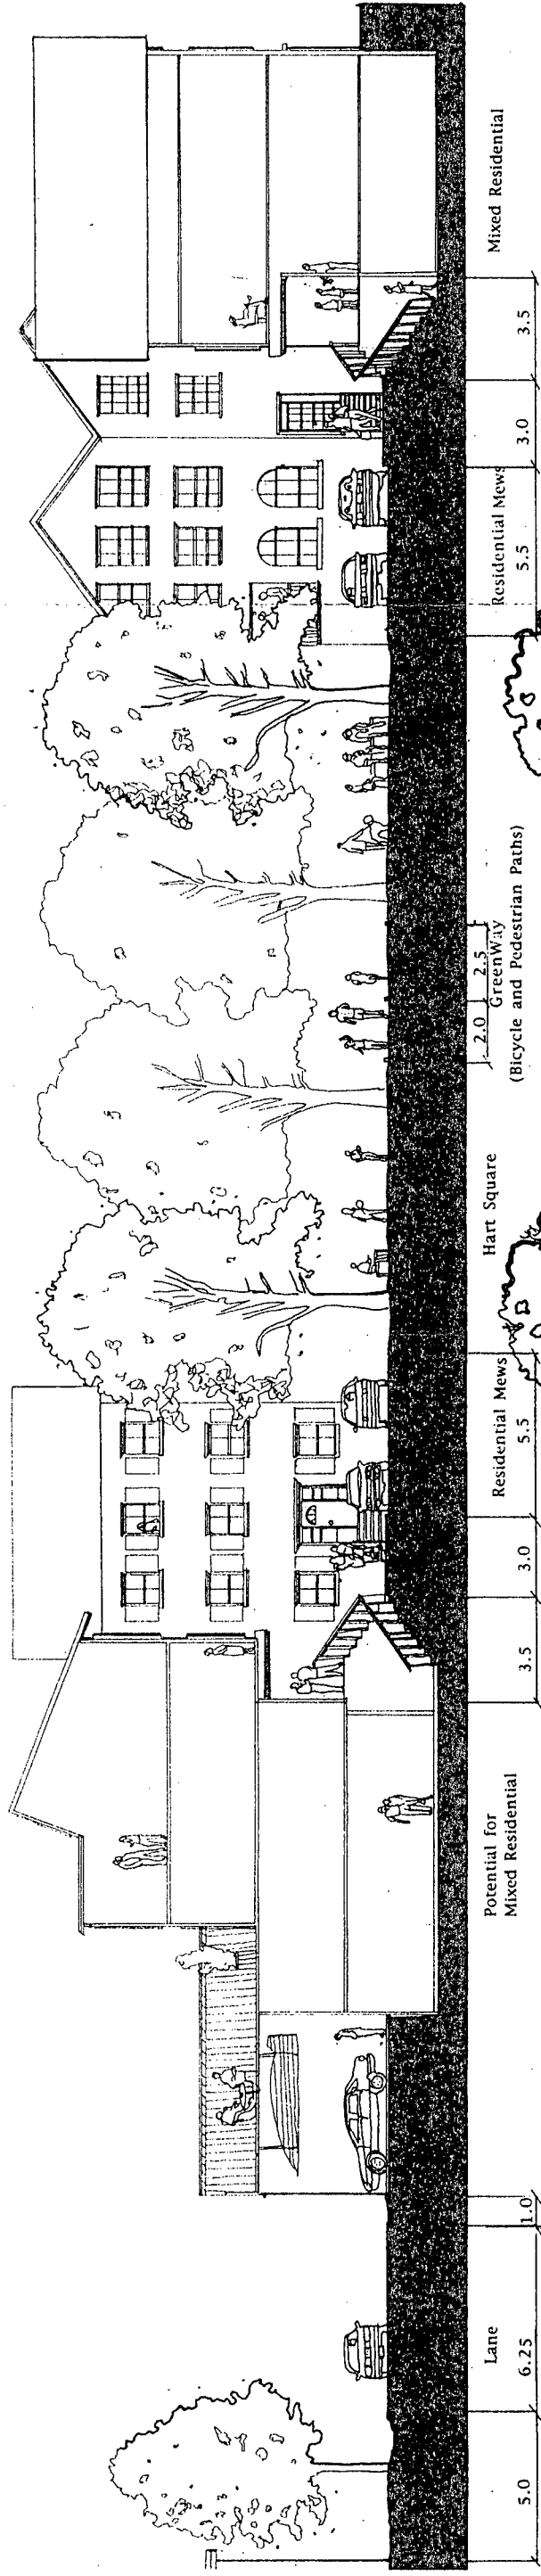 5.0
Lane
6.25
1.0
Potential for
Mixed Residential
3.5
3.0
Residential Mews
5.5
Hart Square
2.0
2.5
GreenWay
(Bicycle and Pedestrian Paths)
Residential Mews
5.5
3.0
3.5
Mixed Residential